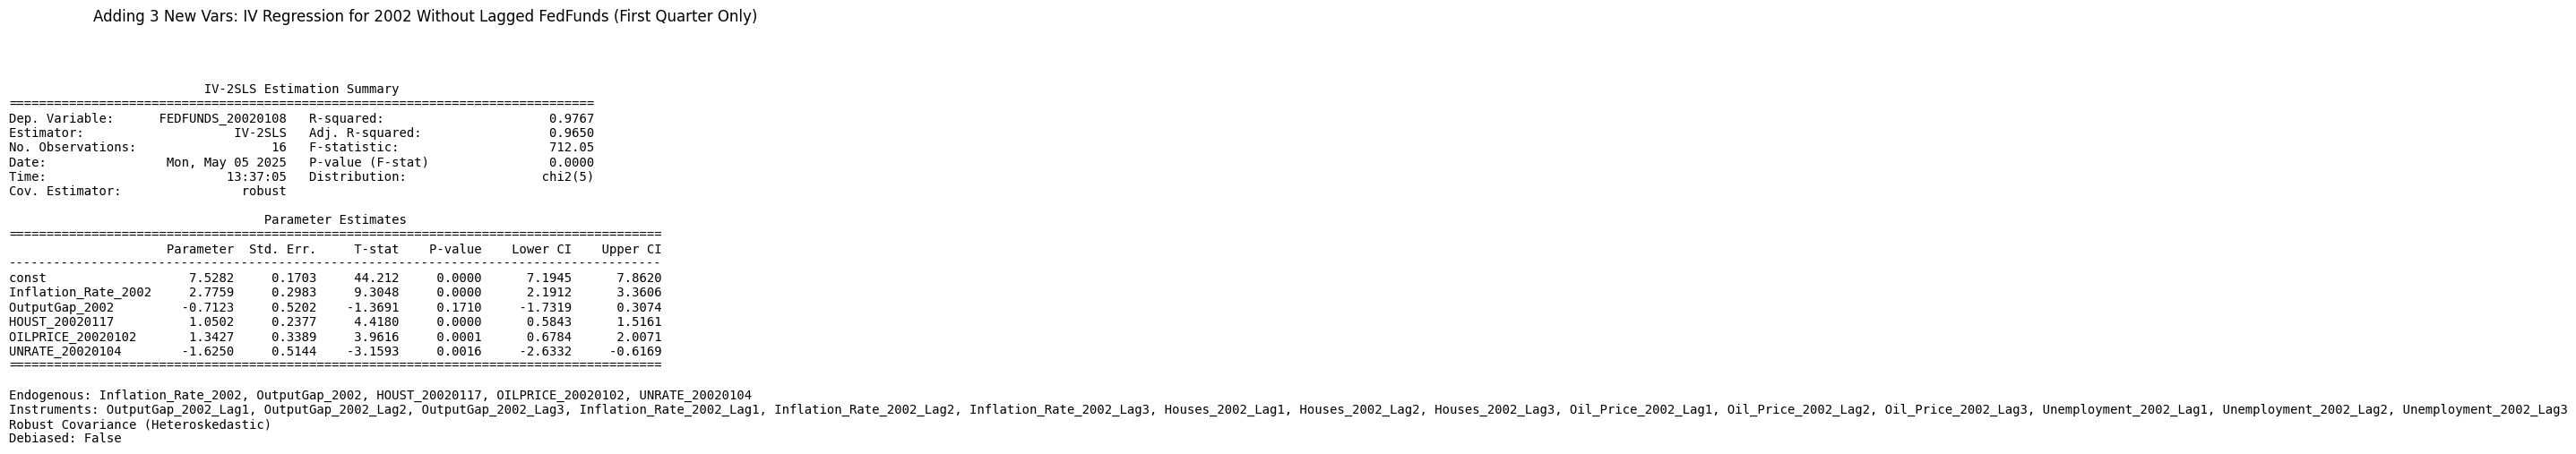 Adding 3 New Vars: IV Regression for 2002 Without Lagged FedFunds (First Quarter Only)
IV-2SLS Estimation Summary
==============================================================================
Dep. Variable:      FEDFUNDS_20020108   R-squared:                      0.9767
Estimator:                    IV-2SLS   Adj. R-squared:                 0.9650
No. Observations:                  16   F-statistic:                    712.05
Date:                Mon, May 05 2025   P-value (F-stat)                0.0000
Time:                        13:37:05   Distribution:                  chi2(5)
Cov. Estimator:                robust
Parameter Estimates
=======================================================================================
                     Parameter  Std. Err.     T-stat    P-value    Lower CI    Upper CI
---------------------------------------------------------------------------------------
const                   7.5282     0.1703     44.212     0.0000      7.1945      7.8620
Inflation_Rate_2002     2.7759     0.2983     9.3048     0.0000      2.1912      3.3606
OutputGap_2002         -0.7123     0.5202    -1.3691     0.1710     -1.7319      0.3074
HOUST_20020117          1.0502     0.2377     4.4180     0.0000      0.5843      1.5161
OILPRICE_20020102       1.3427     0.3389     3.9616     0.0001      0.6784      2.0071
UNRATE_20020104        -1.6250     0.5144    -3.1593     0.0016     -2.6332     -0.6169
=======================================================================================
Endogenous: Inflation_Rate_2002, OutputGap_2002, HOUST_20020117, OILPRICE_20020102, UNRATE_20020104
Instruments: OutputGap_2002_Lag1, OutputGap_2002_Lag2, OutputGap_2002_Lag3, Inflation_Rate_2002_Lag1, Inflation_Rate_2002_Lag2, Inflation_Rate_2002_Lag3, Houses_2002_Lag1, Houses_2002_Lag2, Houses_2002_Lag3, Oil_Price_2002_Lag1, Oil_Price_2002_Lag2, Oil_Price_2002_Lag3, Unemployment_2002_Lag1, Unemployment_2002_Lag2, Unemployment_2002_Lag3
Robust Covariance (Heteroskedastic)
Debiased: False